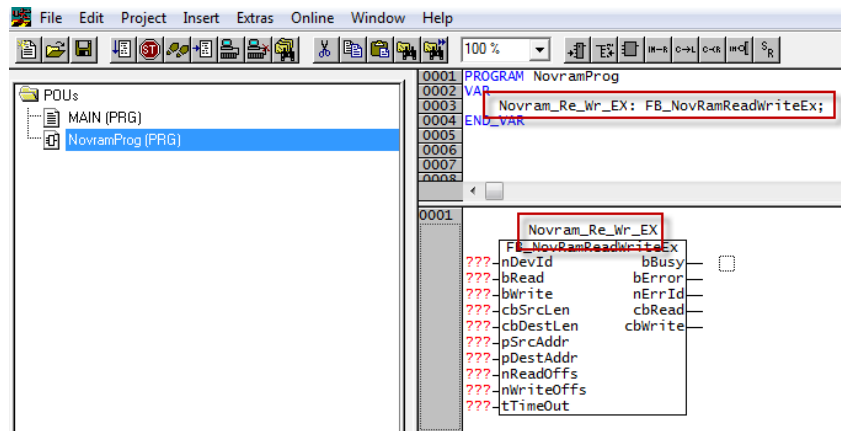 File Edit Project Insert Extras Online Window Help
100 %
POUs
MAIN (PRG)
NovramProg (PRG)
0001 PROGRAM NovramProg
0002 VAR
0003 Novram_Re_Wr_EX: FB_NovRamReadWriteEx;
0004 END_VAR
0005
0006
0007
0008
0001
Novram_Re_Wr_EX
FB_NovRamReadWriteEx
??? nDevId bBusy
??? bRead bError
??? bWrite nErrId
??? cbSrcLen cbRead
??? cbDestLen cbWrite
??? pSrcAddr
??? pDestAddr
??? nReadOffs
??? nWriteOffs
??? tTimeOut